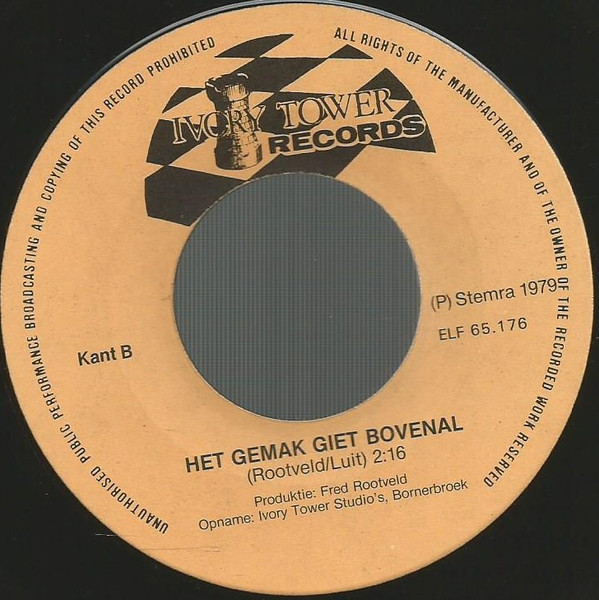 UNAUTHORISED PUBLIC PERFORMANCE BROADCASTING AND COPYING OF THIS RECORD PROHIBITED
ALL RIGHTS OF THE MANUFACTURER AND OF THE OWNER OF THE RECORDED WORK RESERVED
IVORY TOWER
RECORDS
(P) Stemra 1979
ELF 65.176
Kant B
HET GEMAK GIET BOVENAL
(Rootveld/Luit) 2:16
Produktie: Fred Rootveld
Opname: Ivory Tower Studio's, Bornerbroek